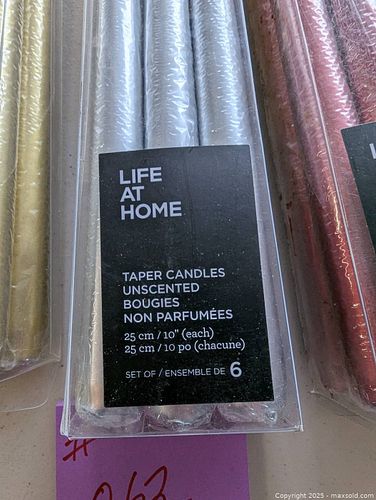 LIFE
AT
HOME
TAPER CANDLES
UNSCENTED
BOUGIES
NON PARFUMÉES
25 cm / 10" (each)
25 cm / 10 po (chacune)
SET OF / ENSEMBLE DE 6
#
Copyright © 2025 - maxsold.com